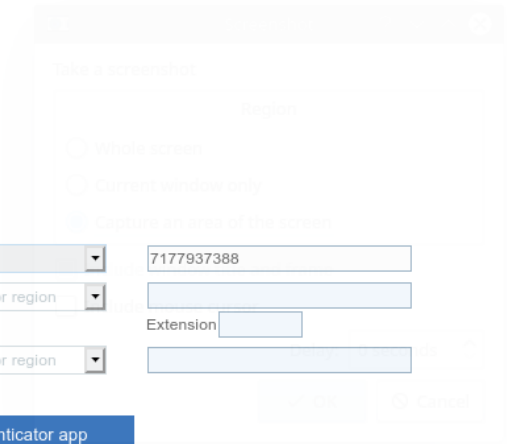 Take a screenshot
Region
Whole screen
Current window only
Capture an area of the screen
7177937388
r region
Extension
r region
OK
Cancel
nticator app